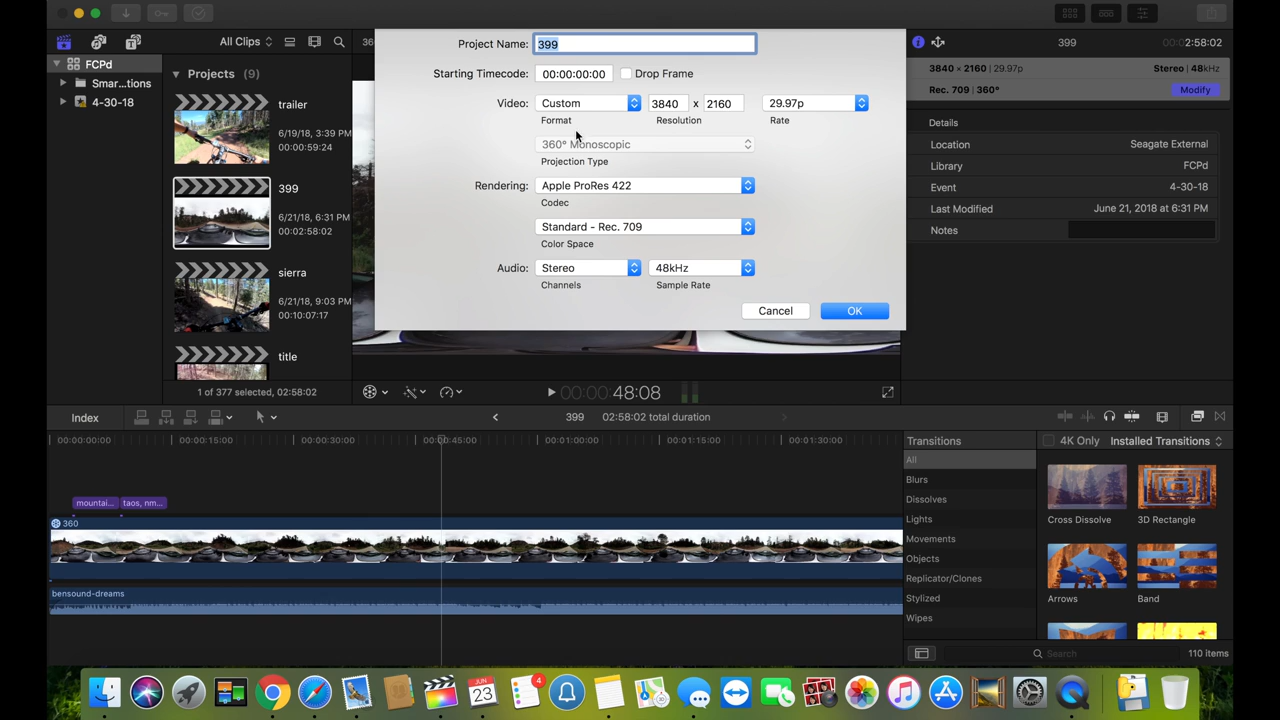 All Clips
36
399
00:00:2:58:02
FCPd
Smar...tions
4-30-18
Projects (9)
trailer
6/19/18, 3:39 PM
00:00:59:24
399
6/21/18, 6:31 PM
00:02:58:02
sierra
6/21/18, 9:03 PM
00:10:07:17
title
1 of 377 selected, 02:58:02
Project Name: 399
Starting Timecode: 00:00:00:00 Drop Frame
Video: Custom 3840 x 2160 29.97p
Format Resolution Rate
360° Monoscopic
Projection Type
Rendering: Apple ProRes 422
Codec
Standard - Rec. 709
Color Space
Audio: Stereo 48kHz
Channels Sample Rate
Cancel OK
3840 × 2160 | 29.97p Stereo | 48kHz
Rec. 709 | 360° Modify
Details
Location Seagate External
Library FCPd
Event 4-30-18
Last Modified June 21, 2018 at 6:31 PM
Notes
00:00:48:08
Index
399 02:58:02 total duration
00:00:00:00 00:00:15:00 00:00:30:00 00:00:45:00 00:01:00:00 00:01:15:00 00:01:30:00
mountai... taos, nm...
360
bensound-dreams
Transitions
4K Only Installed Transitions
All
Blurs
Dissolves
Lights
Movements
Objects
Replicator/Clones
Stylized
Wipes
Cross Dissolve 3D Rectangle
Arrows Band
Search 110 items
JUN
23
4